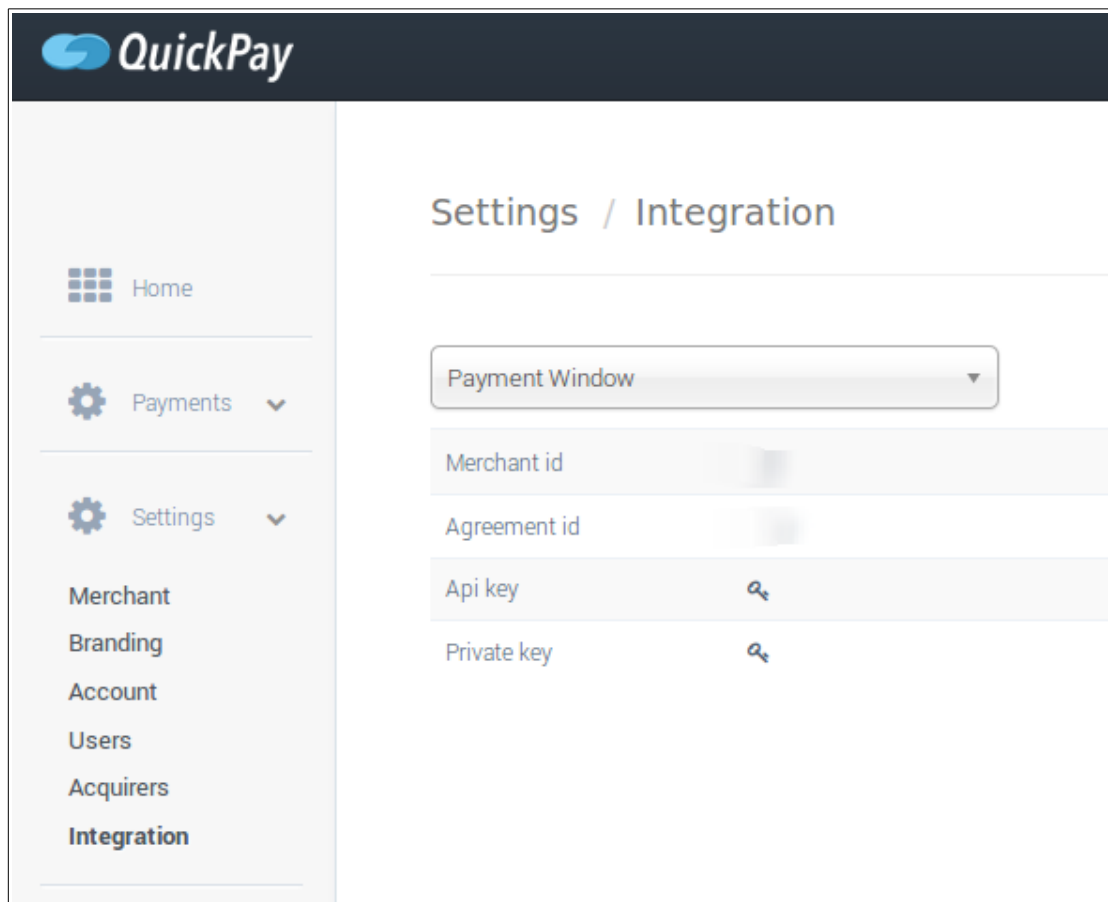 QuickPay
Settings / Integration
Home
Payments
Settings
Merchant
Branding
Account
Users
Acquirers
Integration
Payment Window
Merchant id
Agreement id
Api key
Private key